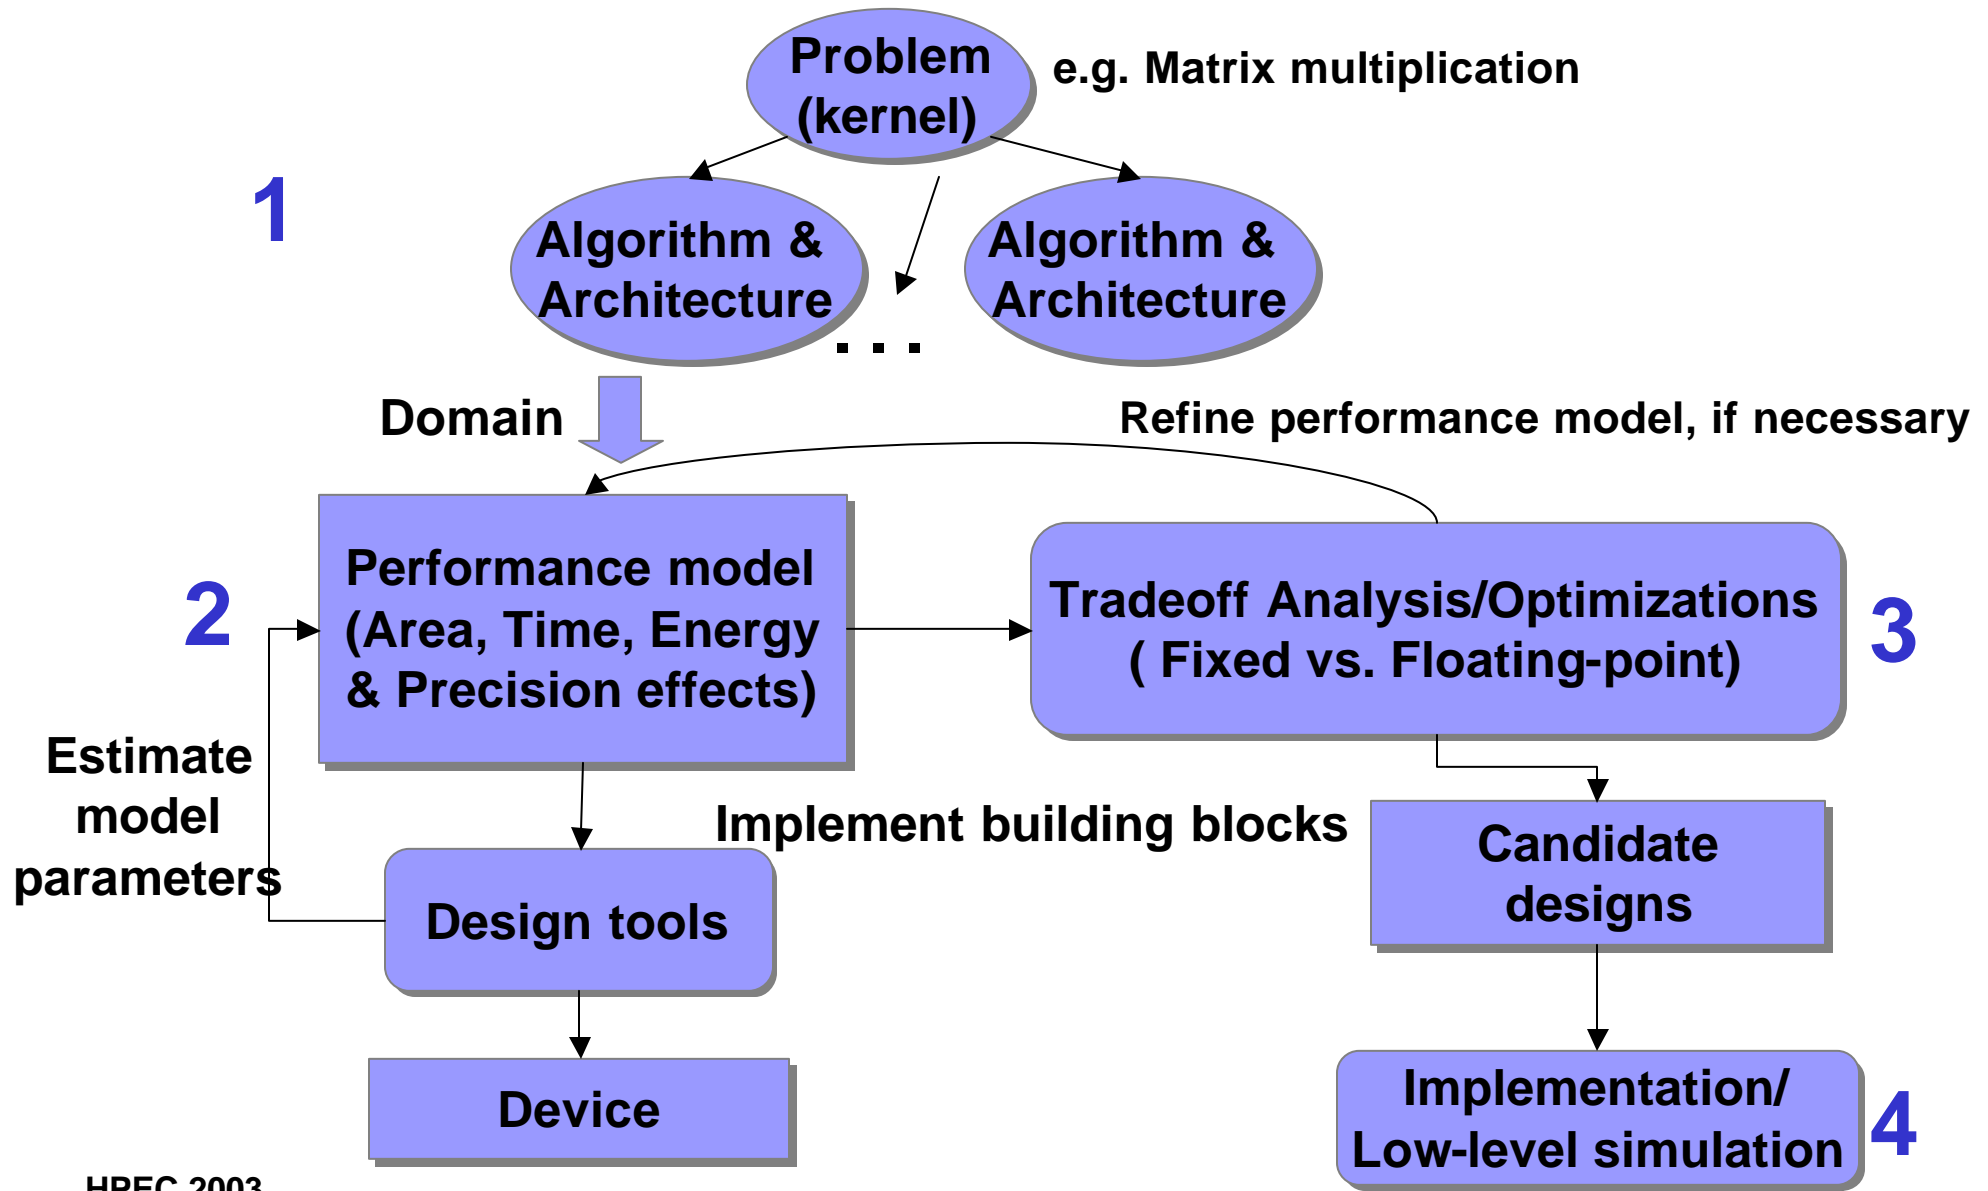 Problem
(kernel)
e.g. Matrix multiplication
1
Algorithm &
Architecture
. . .
Algorithm &
Architecture
Domain
Refine performance model, if necessary
2
Performance model
(Area, Time, Energy
& Precision effects)
Tradeoff Analysis/Optimizations
( Fixed vs. Floating-point)
3
Estimate
model
parameters
Implement building blocks
Design tools
Candidate
designs
Device
Implementation/
Low-level simulation
4
HPEC 2003